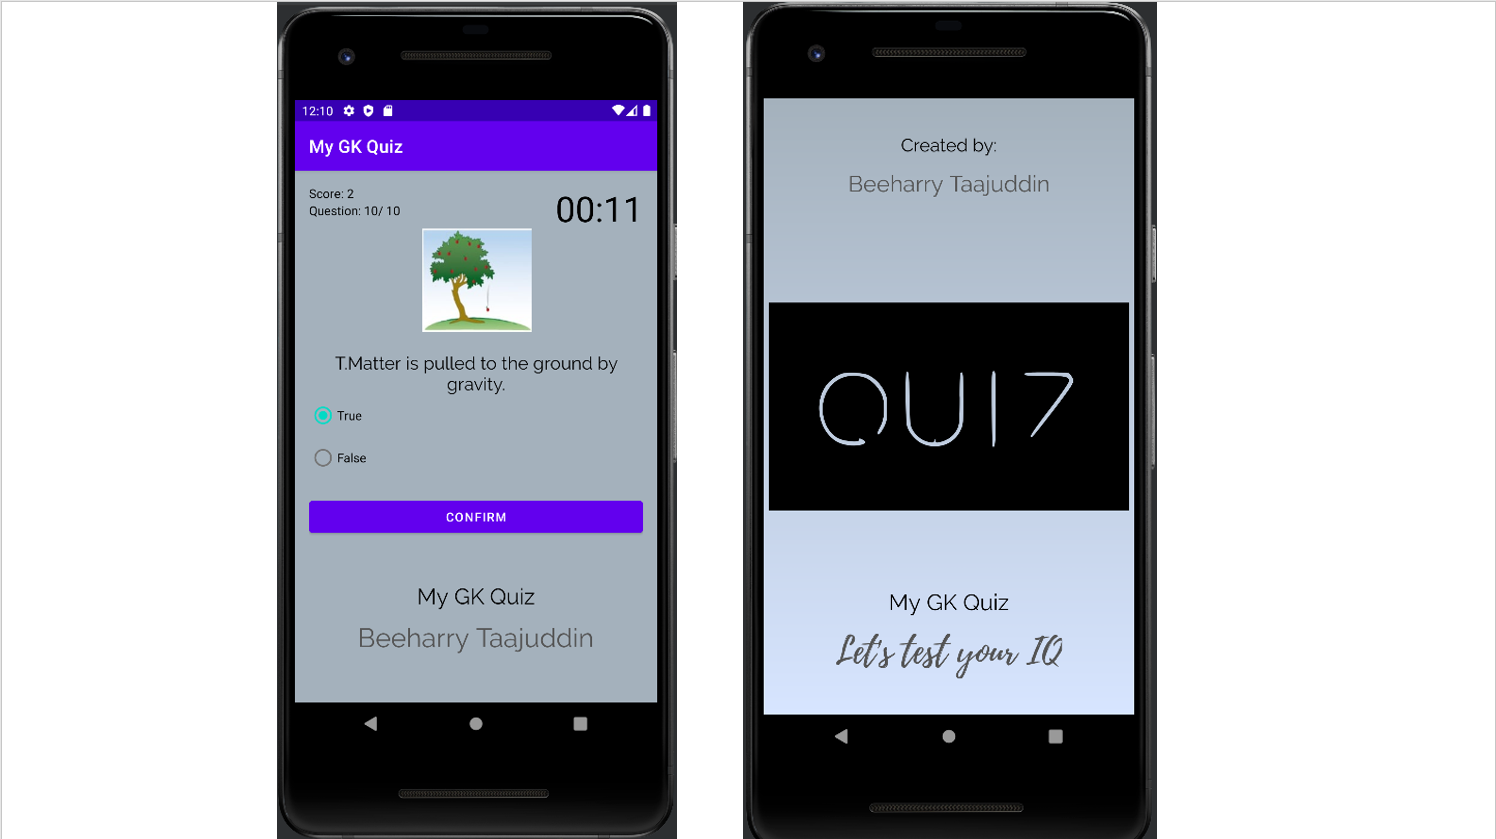 12:10
My GK Quiz
Score: 2
Question: 10/ 10
00:11
T.Matter is pulled to the ground by
gravity.
True
False
CONFIRM
My GK Quiz
Beeharry Taajuddin
Created by:
Beeharry Taajuddin
QUIZ
My GK Quiz
Let's test your IQ